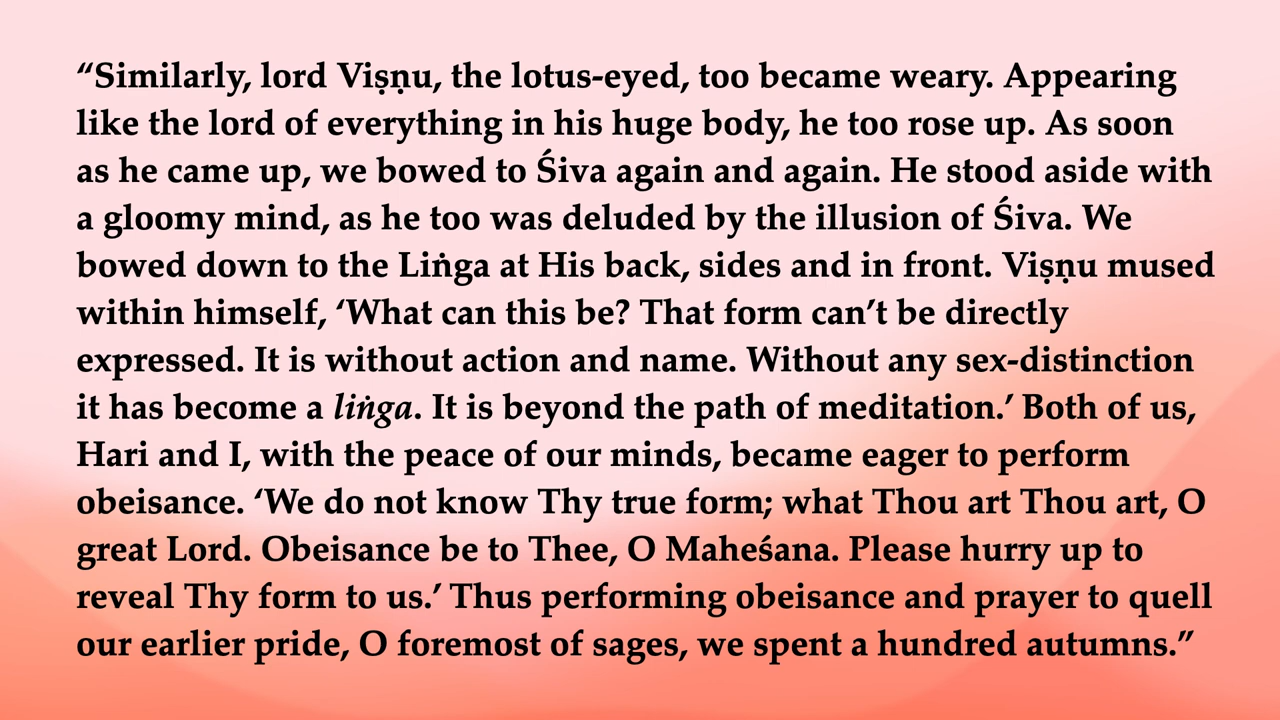 “Similarly, lord Viṣṇu, the lotus-eyed, too became weary. Appearing
like the lord of everything in his huge body, he too rose up. As soon
as he came up, we bowed to Śiva again and again. He stood aside with
a gloomy mind, as he too was deluded by the illusion of Śiva. We
bowed down to the Liṅga at His back, sides and in front. Viṣṇu mused
within himself, ‘What can this be? That form can’t be directly
expressed. It is without action and name. Without any sex-distinction
it has become a liṅga. It is beyond the path of meditation.’ Both of us,
Hari and I, with the peace of our minds, became eager to perform
obeisance. ‘We do not know Thy true form; what Thou art Thou art, O
great Lord. Obeisance be to Thee, O Maheśana. Please hurry up to
reveal Thy form to us.’ Thus performing obeisance and prayer to quell
our earlier pride, O foremost of sages, we spent a hundred autumns.”